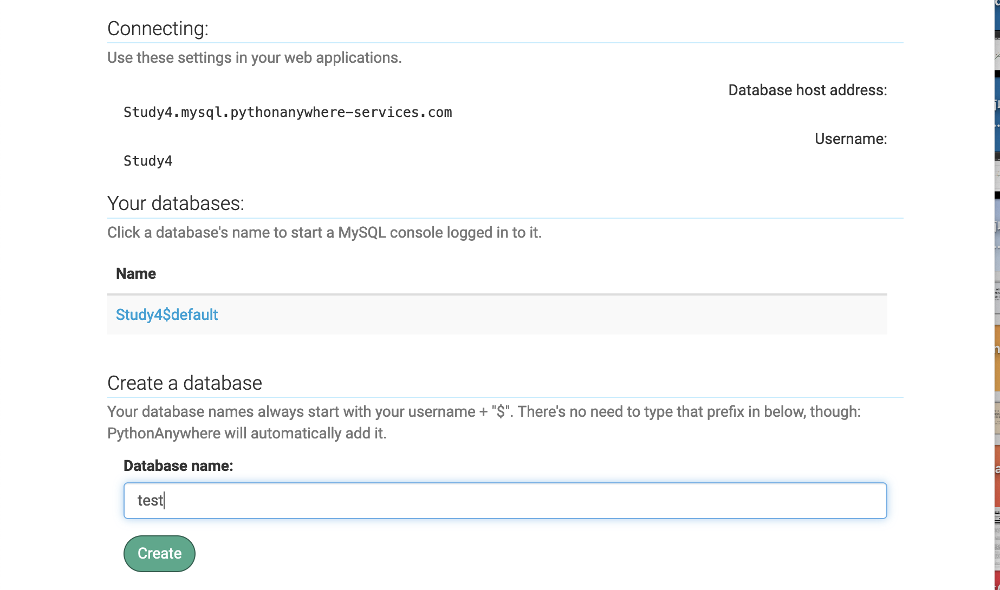 Connecting:
Use these settings in your web applications.
Database host address:
Study4.mysql.pythonanywhere-services.com
Username:
Study4
Your databases:
Click a database's name to start a MySQL console logged in to it.
Name
Study4$default
Create a database
Your database names always start with your username + "$". There's no need to type that prefix in below, though:
PythonAnywhere will automatically add it.
Database name:
test
Create